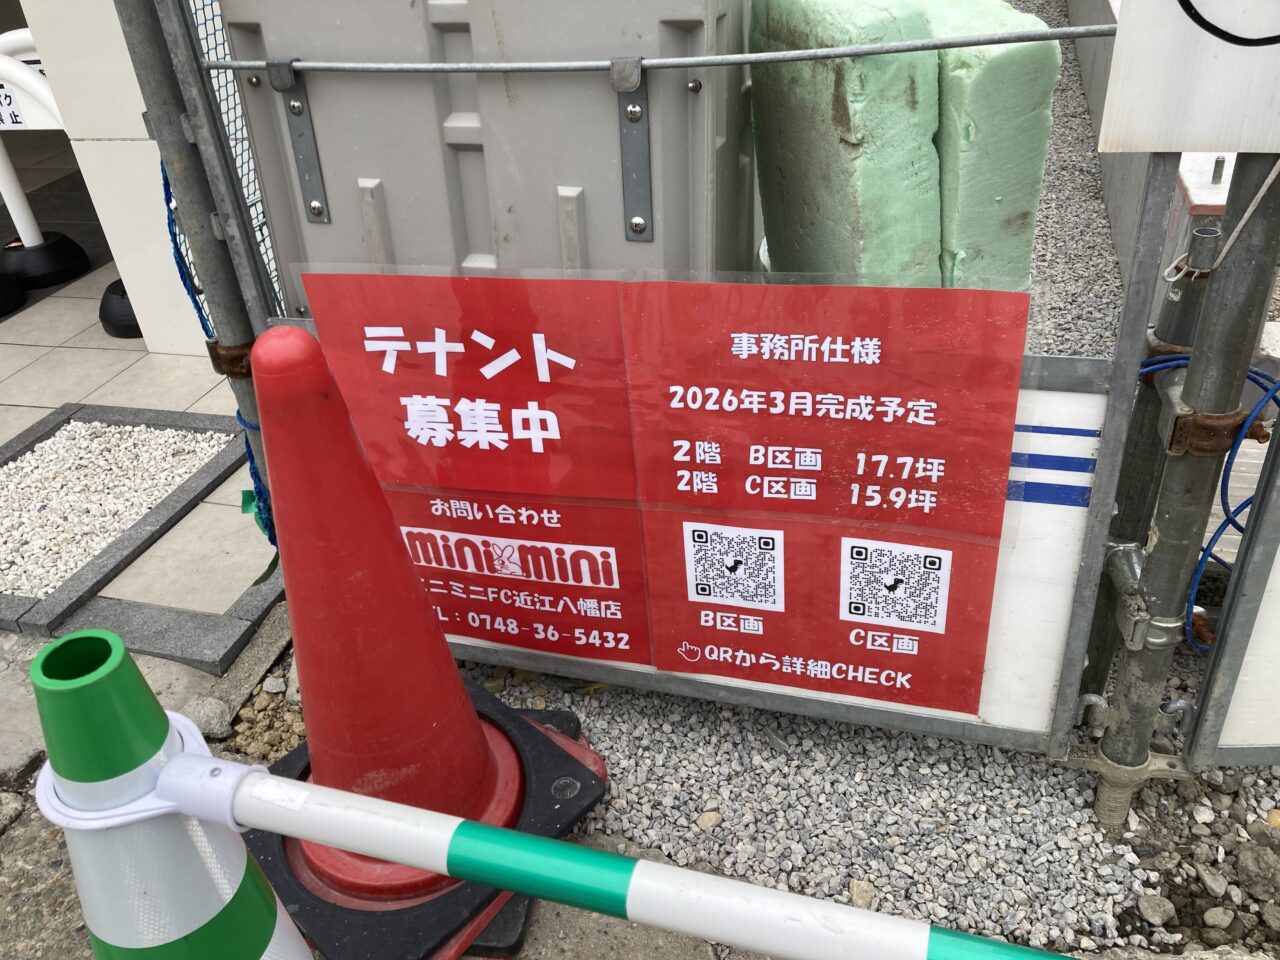 テナント
募集中
お問い合わせ
mini mini
ニミニFC近江八幡店
L：0748-36-5432
事務所仕様
2026年3月完成予定
2階 B区画 17.7坪
2階 C区画 15.9坪
B区画
C区画
QRから詳細CHECK
イク
止